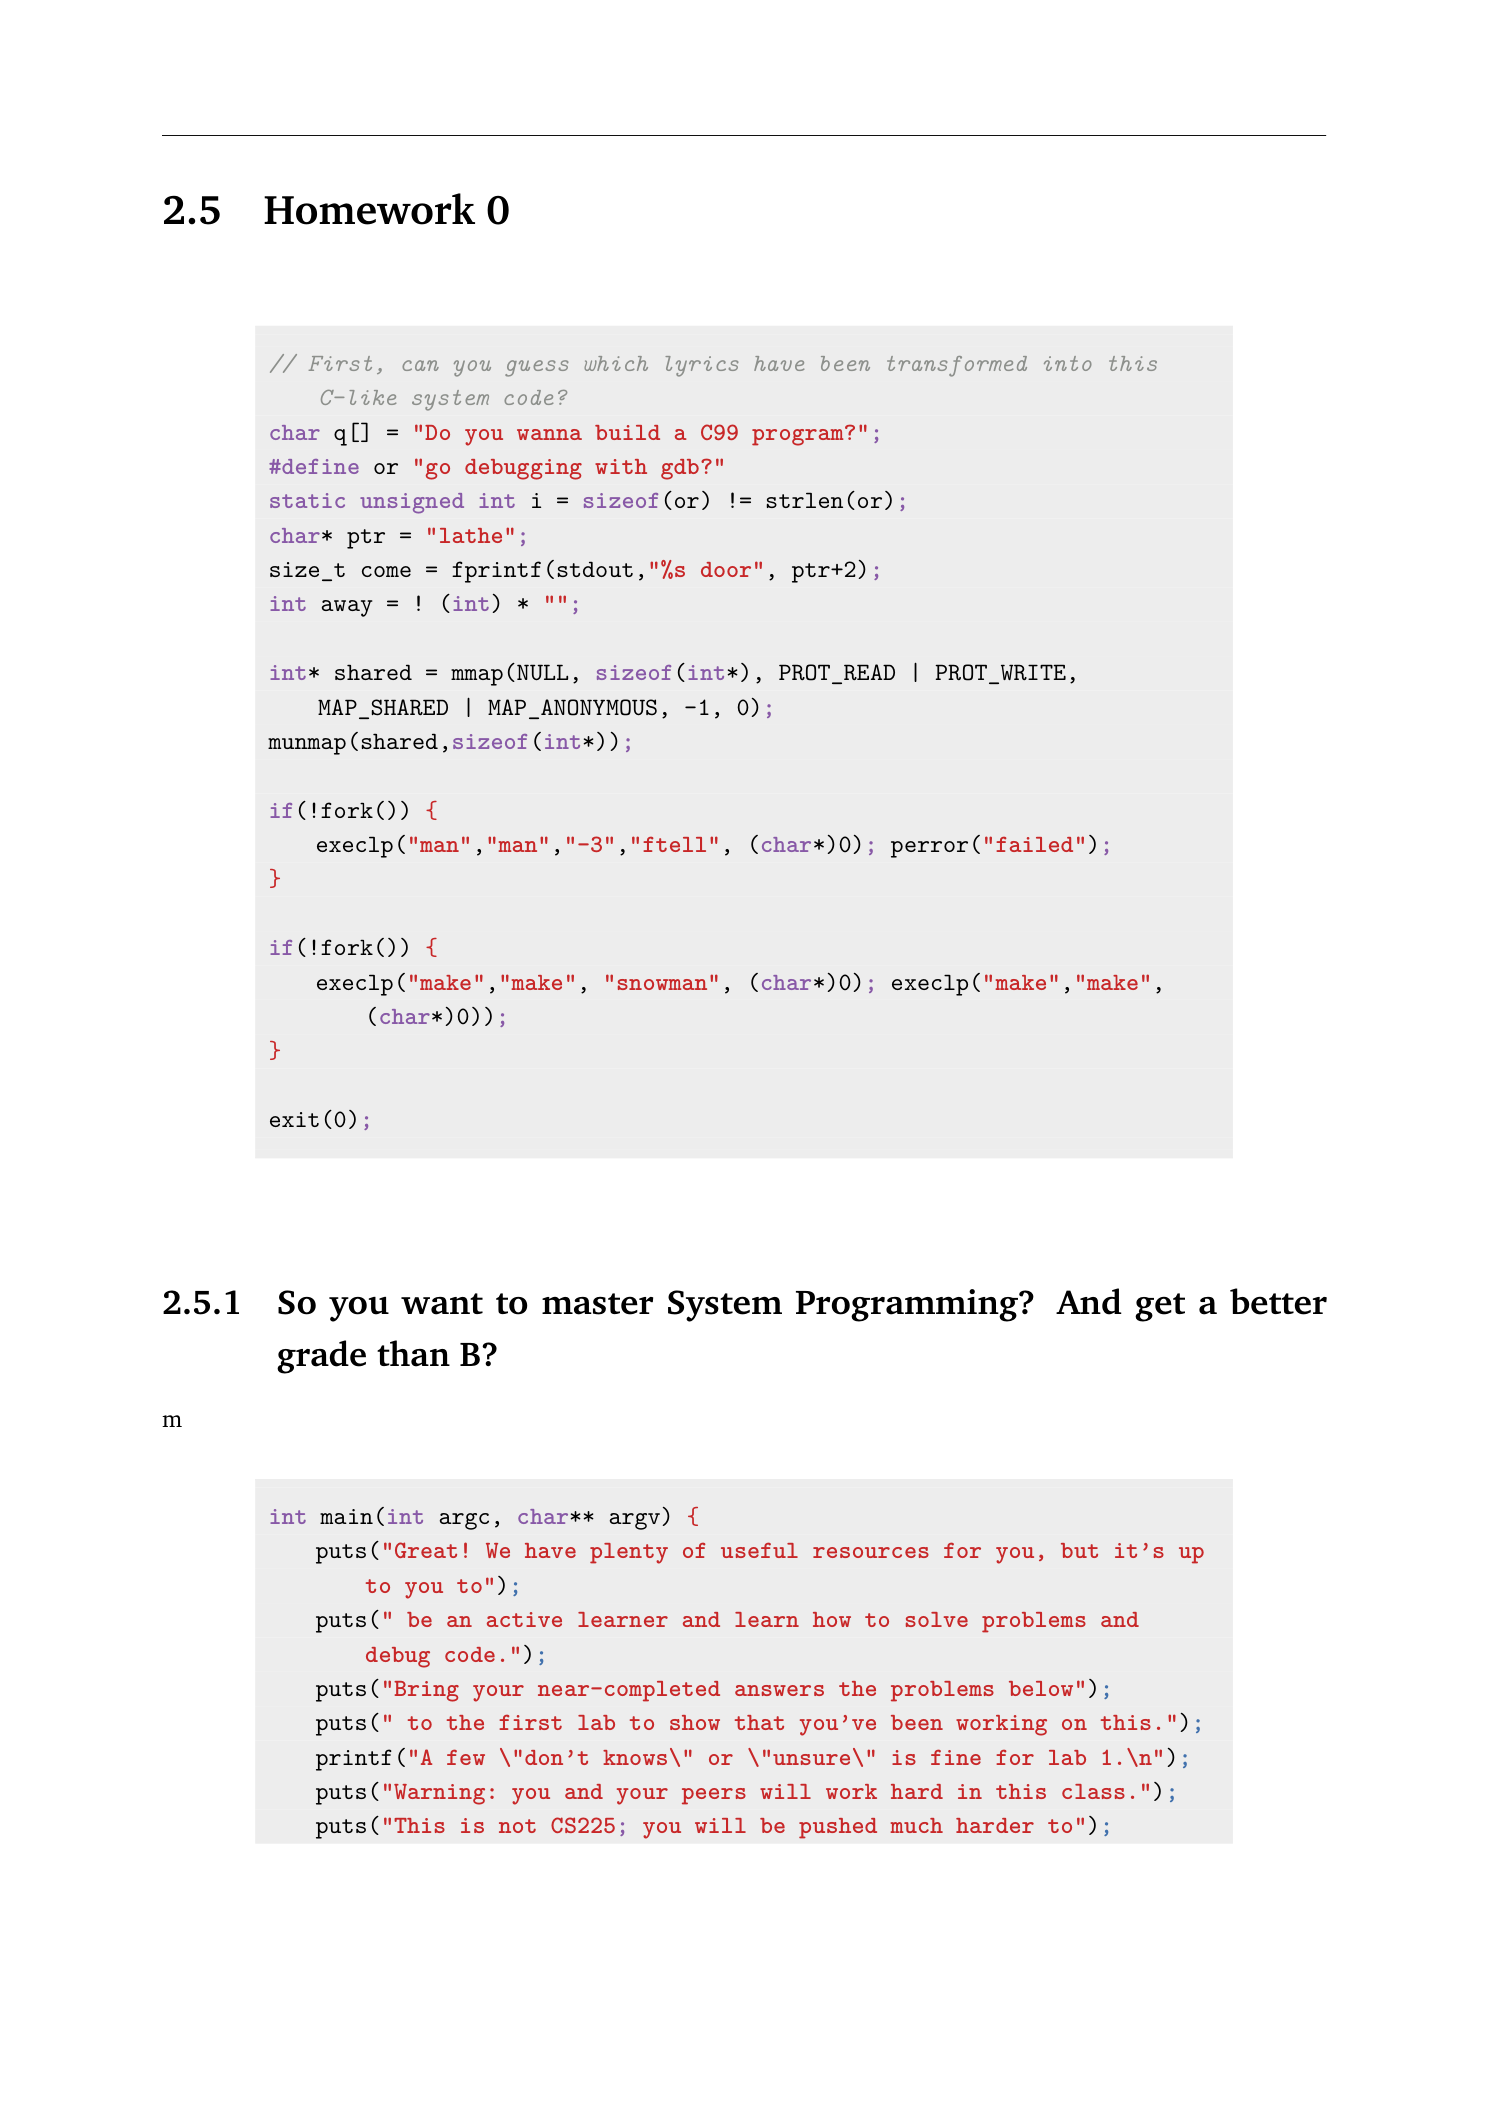 2.5 Homework 0
// First, can you guess which lyrics have been transformed into this
C-like system code?
char q[] = "Do you wanna build a C99 program?";
#define or "go debugging with gdb?"
static unsigned int i = sizeof(or) != strlen(or);
char* ptr = "lathe";
size_t come = fprintf(stdout,"%s door", ptr+2);
int away = ! (int) * "";
int* shared = mmap(NULL, sizeof(int*), PROT_READ | PROT_WRITE,
MAP_SHARED | MAP_ANONYMOUS, -1, 0);
munmap(shared,sizeof(int*));
if(!fork()) {
execlp("man","man","-3","ftell", (char*)0); perror("failed");
}
if(!fork()) {
execlp("make","make", "snowman", (char*)0); execlp("make","make",
(char*)0));
}
exit(0);
2.5.1 So you want to master System Programming? And get a better
grade than B?
m
int main(int argc, char** argv) {
puts("Great! We have plenty of useful resources for you, but it's up
to you to");
puts(" be an active learner and learn how to solve problems and
debug code.");
puts("Bring your near-completed answers the problems below");
puts(" to the first lab to show that you've been working on this.");
printf("A few \"don't knows\" or \"unsure\" is fine for lab 1.\n");
puts("Warning: you and your peers will work hard in this class.");
puts("This is not CS225; you will be pushed much harder to");